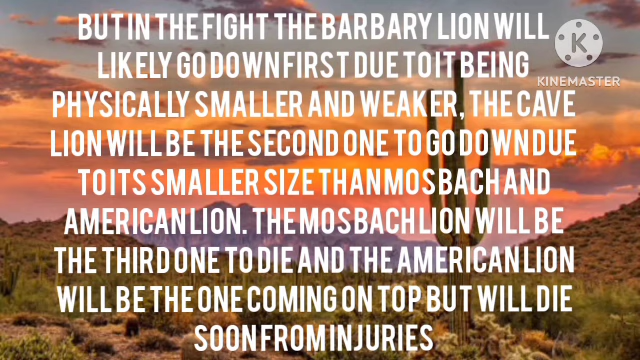 BUT IN THE FIGHT THE BARBARY LION WILL
LIKELY GO DOWN FIRST DUE TO IT BEING
PHYSICALLY SMALLER AND WEAKER, THE CAVE
LION WILL BE THE SECOND ONE TO GO DOWN DUE
TO ITS SMALLER SIZE THAN MOSBACH AND
AMERICAN LION. THE MOSBACH LION WILL BE
THE THIRD ONE TO DIE AND THE AMERICAN LION
WILL BE THE ONE COMING ON TOP BUT WILL DIE
SOON FROM INJURIES
K
KINEMASTER